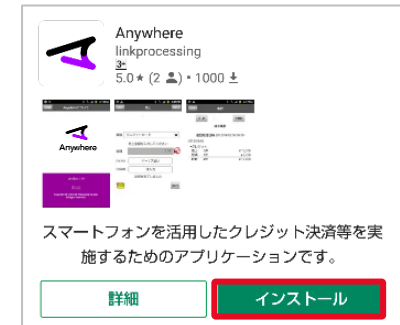 Anywhere
linkprocessing
3+
5.0★ (2 ) • 1000
Anywhere
スマートフォンを活用したクレジット決済等を実
施するためのアプリケーションです。
詳細
インストール